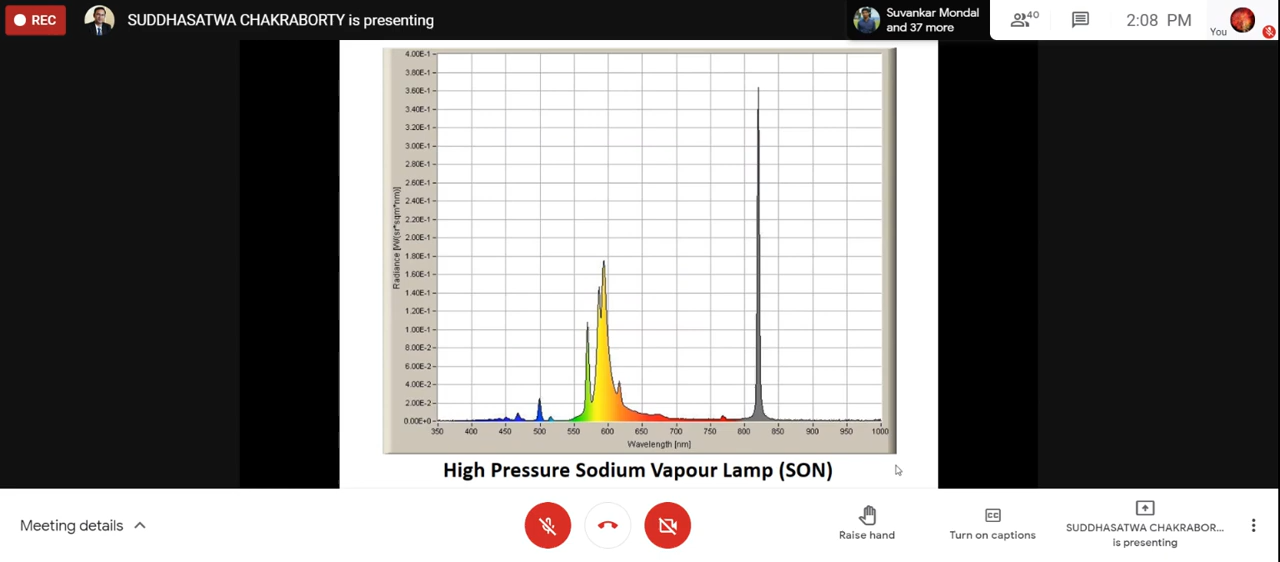 REC
SUDDHASATWA CHAKRABORTY is presenting
Suvankar Mondal
and 37 more
40
2:08 PM
You
4.00E-1
3.80E-1
3.60E-1
3.40E-1
3.20E-1
3.00E-1
2.80E-1
2.60E-1
2.40E-1
2.20E-1
2.00E-1
1.80E-1
1.60E-1
1.40E-1
1.20E-1
1.00E-1
8.00E-2
6.00E-2
4.00E-2
2.00E-2
0.00E+0
Radiance [W/(sr*sqm*nm)]
350 400 450 500 550 600 650 700 750 800 850 900 950 1000
Wavelength [nm]
High Pressure Sodium Vapour Lamp (SON)
Meeting details
Raise hand
CC
Turn on captions
SUDDHASATWA CHAKRABOR...
is presenting